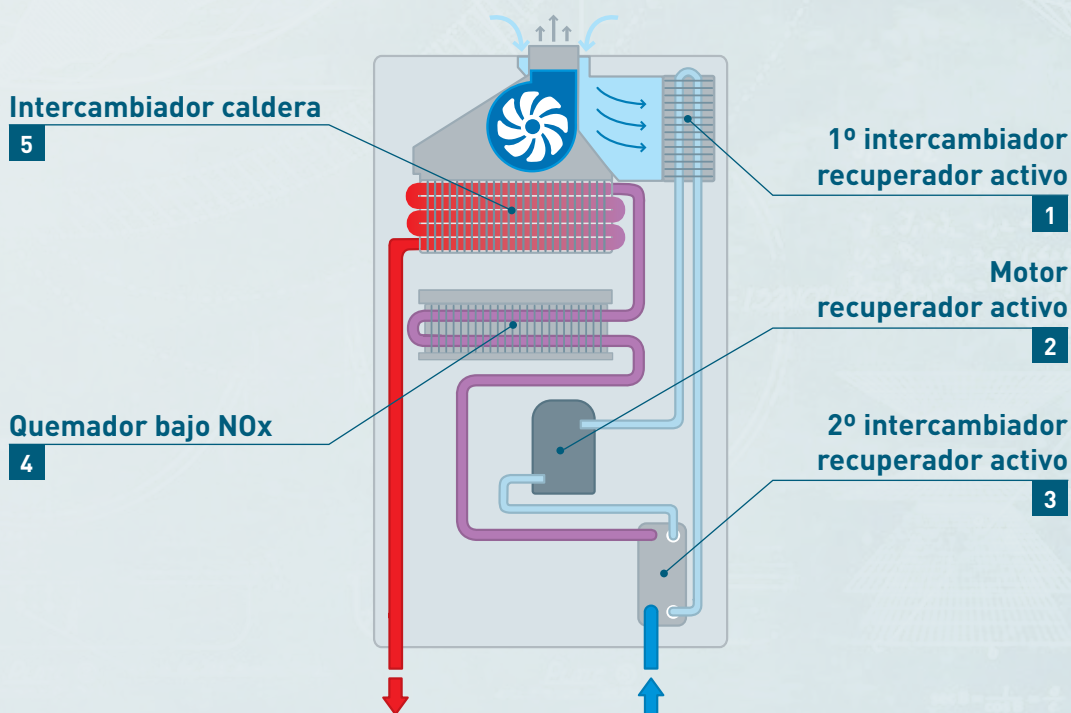 Intercambiador caldera
5
1º intercambiador
recuperador activo
1
Motor
recuperador activo
2
Quemador bajo NOx
4
2º intercambiador
recuperador activo
3